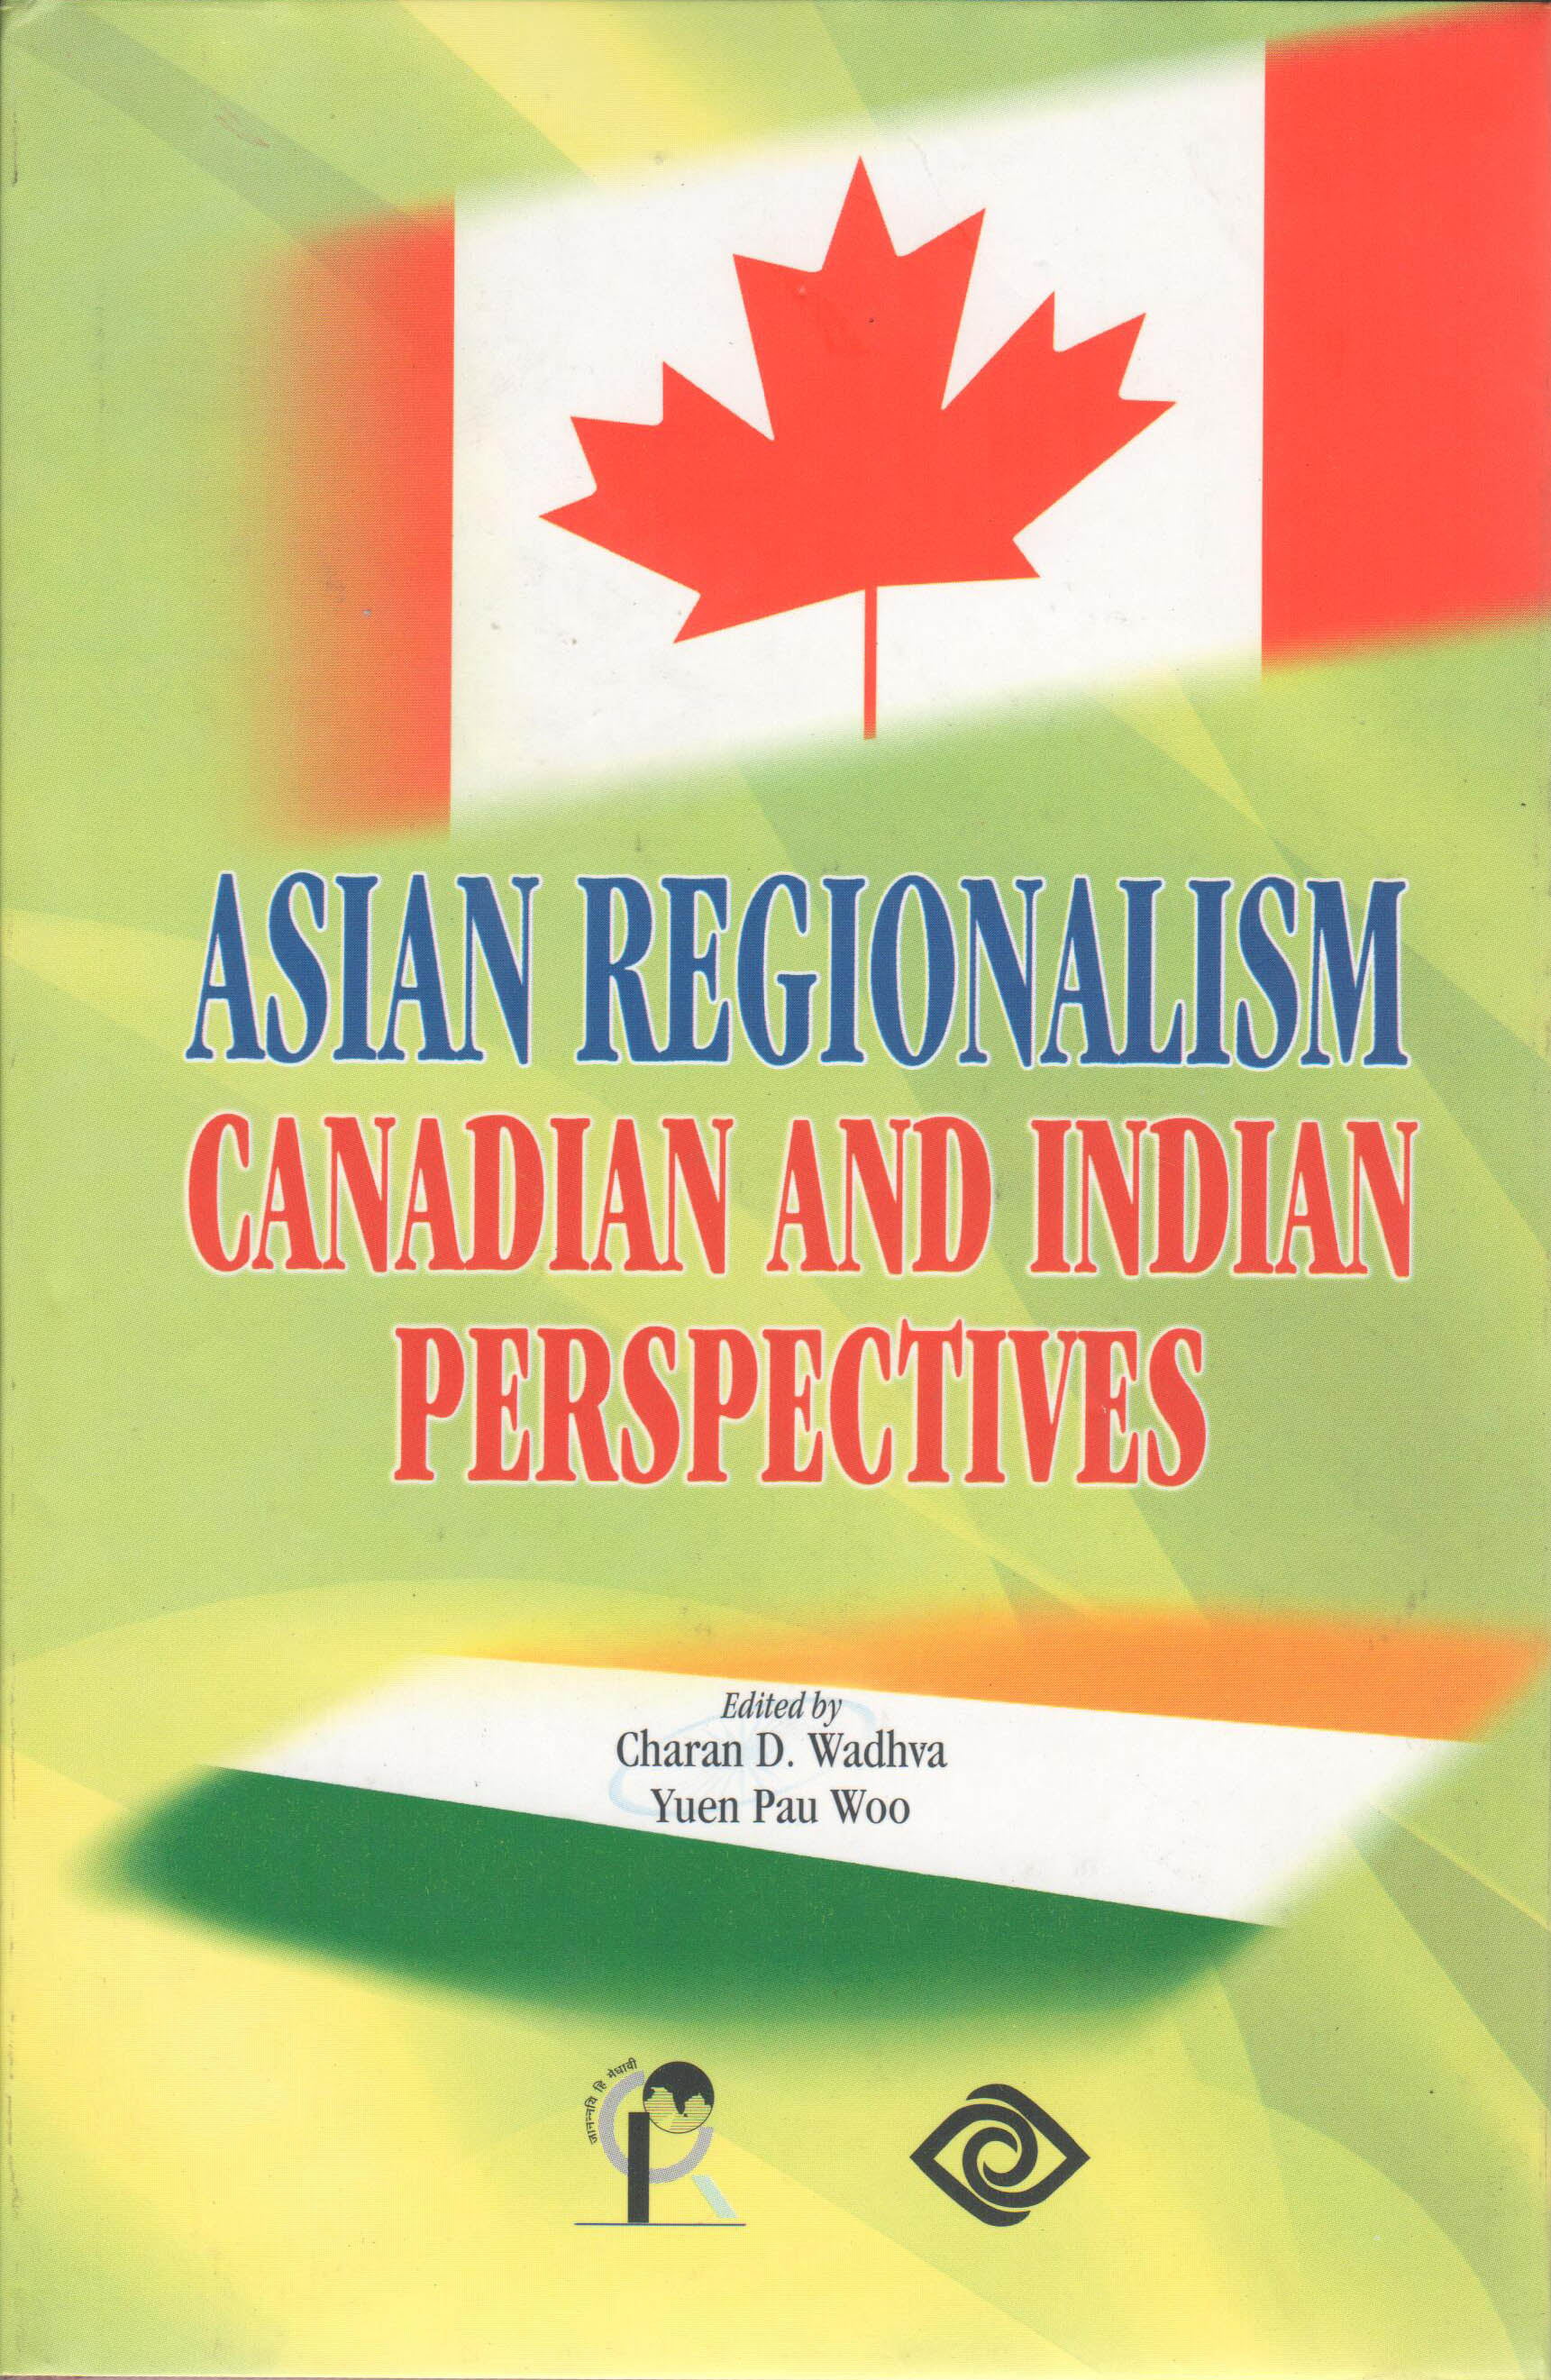 ASIAN REGIONALISM
CANADIAN AND INDIAN
PERSPECTIVES
Edited by
Charan D. Wadhva
Yuen Pau Woo
हि मेधावी